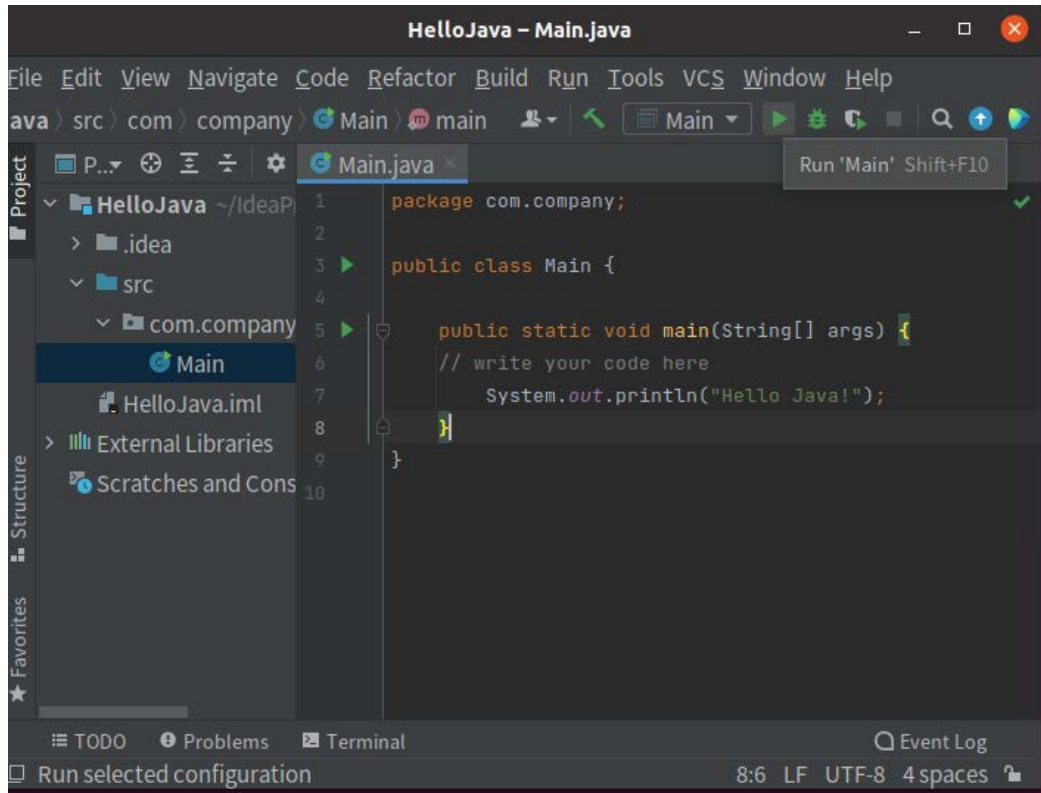 HelloJava – Main.java
File Edit View Navigate Code Refactor Build Run Tools VCS Window Help
ava src com company Main main Main
Project P... Main.java
Run 'Main' Shift+F10
HelloJava ~/IdeaP
.idea
src
com.company
Main
HelloJava.iml
External Libraries
Scratches and Cons
1 package com.company;
2
3 public class Main {
4
5 public static void main(String[] args) {
6 // write your code here
7 System.out.println("Hello Java!");
8 }
9 }
10
Structure
Favorites
TODO Problems Terminal Event Log
Run selected configuration 8:6 LF UTF-8 4 spaces